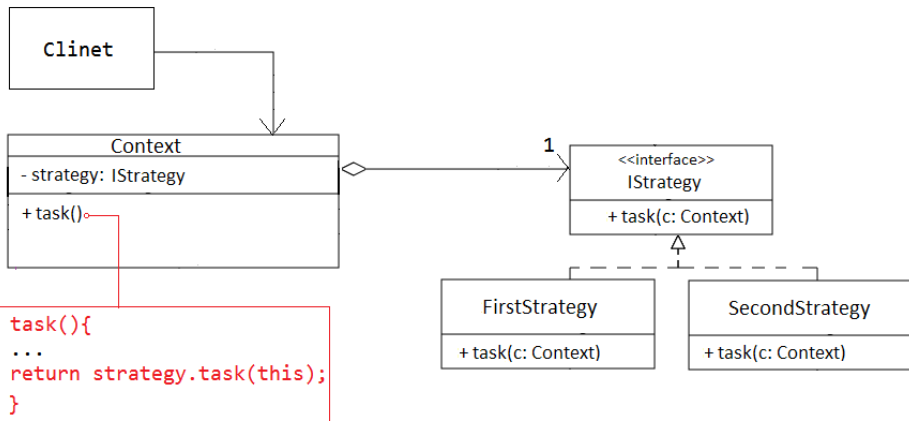 Clinet
Context
- strategy: IStrategy
+ task()
task(){
...
return strategy.task(this);
}
1
<<interface>>
IStrategy
+ task(c: Context)
FirstStrategy
+ task(c: Context)
SecondStrategy
+ task(c: Context)